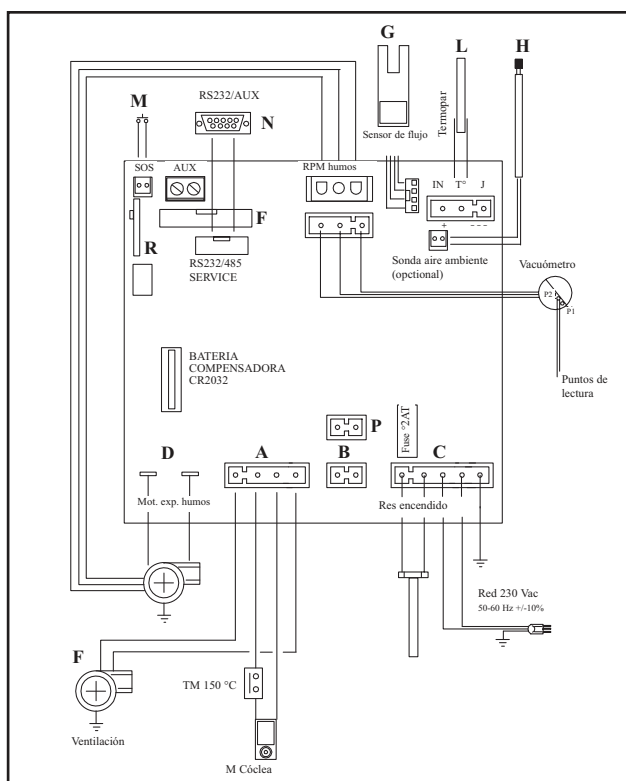 G
L
H
M
RS232/AUX
N
Termopar
Sensor de flujo
SOS
AUX
RPM humos
IN T° J
+ ---
F
R
RS232/485
SERVICE
Sonda aire ambiente
(opctional)
Vacuómetro
P2
P1
Puntos de
lectura
BATERIA
COMPENSADORA
CR2032
P
Fuse °2AT
D
A
B
C
Mot. exp. humos
Res encendido
Red 230 Vac
50-60 Hz +/-10%
F
TM 150 °C
Ventilación
M Cóclea